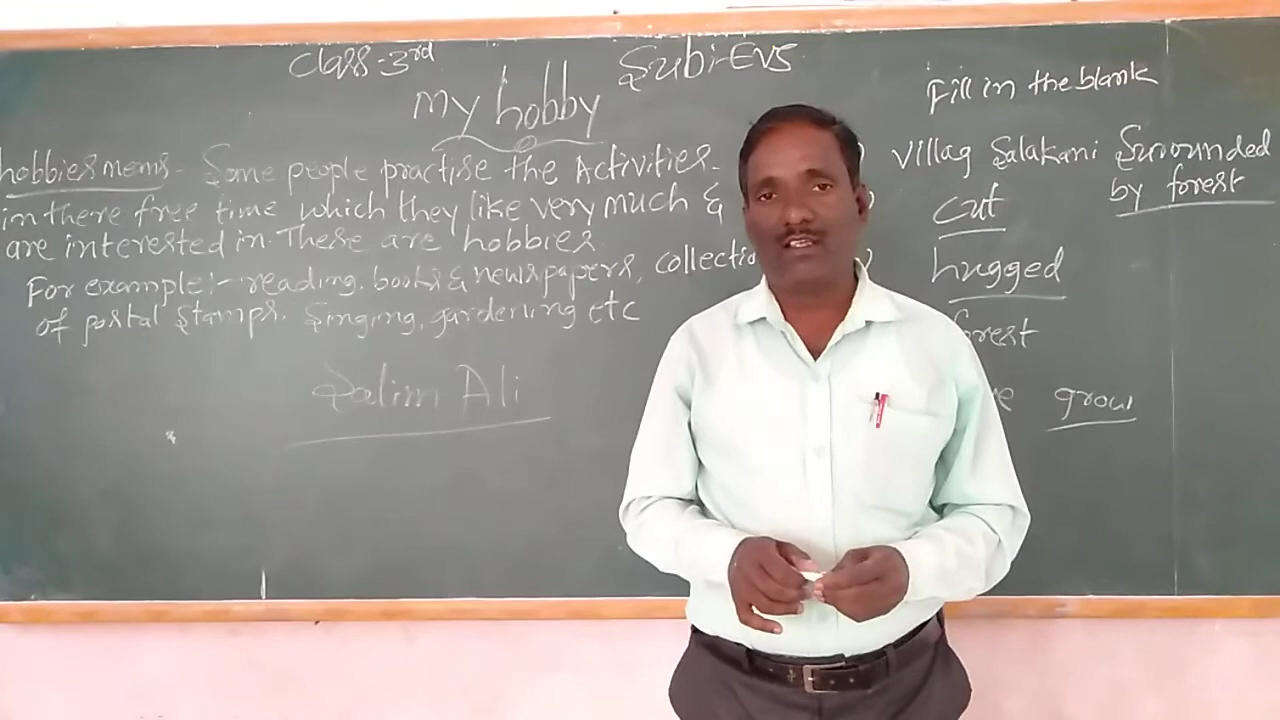 Class-3rd
Sub:-EVS
My hobby
hobbies mems - Some people practise the Activities.
in there free time which they like very much &
are interested in. These are hobbies.
For example:- reading. books & newspapers, collectio
of postal stamps. Singing, gardening etc
Salim Ali
Fill in the blank
Villag Salakani Surounded
by forest
cut
hugged
forest
grow